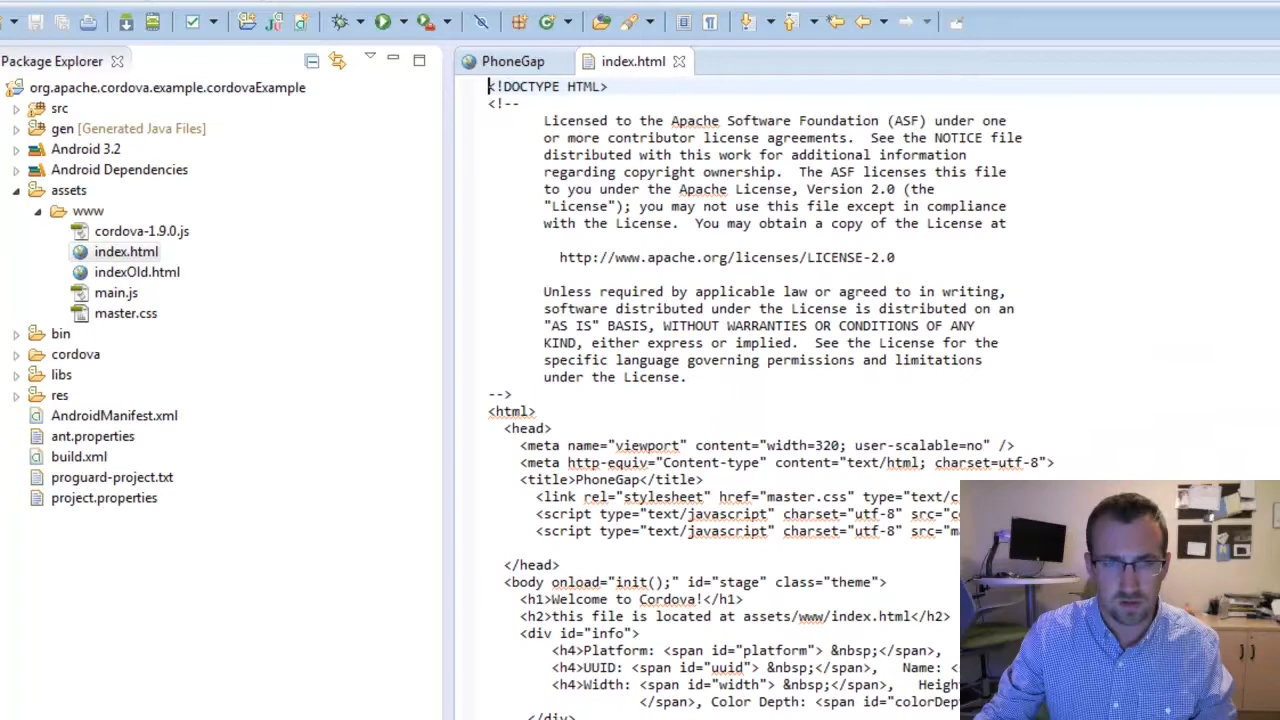 Package Explorer
org.apache.cordova.example.cordovaExample
src
gen [Generated Java Files]
Android 3.2
Android Dependencies
assets
www
cordova-1.9.0.js
index.html
indexOld.html
main.js
master.css
bin
cordova
libs
res
AndroidManifest.xml
ant.properties
build.xml
proguard-project.txt
project.properties
PhoneGap
index.html
<!DOCTYPE HTML>
<!--
Licensed to the Apache Software Foundation (ASF) under one
or more contributor license agreements.  See the NOTICE file
distributed with this work for additional information
regarding copyright ownership.  The ASF licenses this file
to you under the Apache License, Version 2.0 (the
"License"); you may not use this file except in compliance
with the License.  You may obtain a copy of the License at
http://www.apache.org/licenses/LICENSE-2.0
Unless required by applicable law or agreed to in writing,
software distributed under the License is distributed on an
"AS IS" BASIS, WITHOUT WARRANTIES OR CONDITIONS OF ANY
KIND, either express or implied.  See the License for the
specific language governing permissions and limitations
under the License.
-->
<html>
<head>
<meta name="viewport" content="width=320; user-scalable=no" />
<meta http-equiv="Content-type" content="text/html; charset=utf-8">
<title>PhoneGap</title>
<link rel="stylesheet" href="master.css" type="text/c
<script type="text/javascript" charset="utf-8" src="c
<script type="text/javascript" charset="utf-8" src="m
</head>
<body onload="init();" id="stage" class="theme">
<h1>Welcome to Cordova!</h1>
<h2>this file is located at assets/www/index.html</h2>
<div id="info">
<h4>Platform: <span id="platform"> &nbsp;</span>,
<h4>UUID: <span id="uuid"> &nbsp;</span>,   Name: <
<h4>Width: <span id="width"> &nbsp;</span>,   Heigh
</span>, Color Depth: <span id="colorDep
</div>